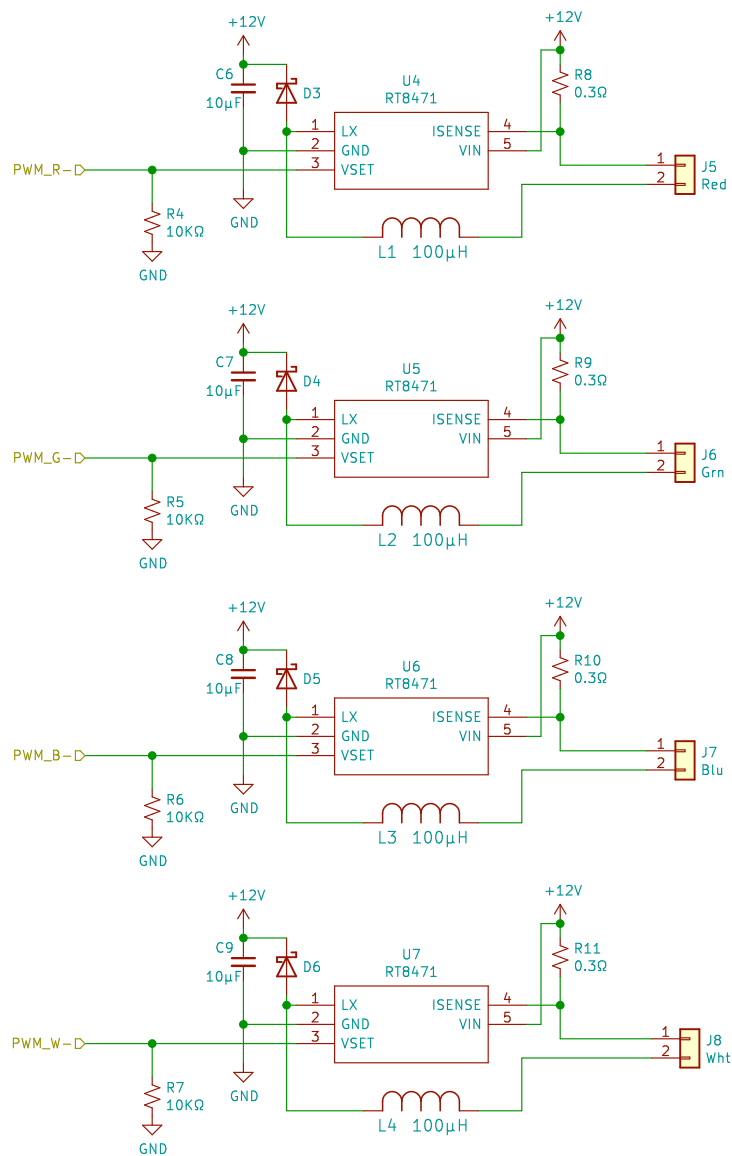 +12V
+12V
C6
10µF
D3
U4
RT8471
R8
0.3Ω
1
LX
ISENSE
4
2
GND
VIN
5
3
VSET
PWM_R
1
2
J5
Red
R4
10KΩ
GND
GND
L1 100µH
+12V
+12V
C7
10µF
D4
U5
RT8471
R9
0.3Ω
1
LX
ISENSE
4
2
GND
VIN
5
3
VSET
PWM_G
1
2
J6
Grn
R5
10KΩ
GND
GND
L2 100µH
+12V
+12V
C8
10µF
D5
U6
RT8471
R10
0.3Ω
1
LX
ISENSE
4
2
GND
VIN
5
3
VSET
PWM_B
1
2
J7
Blu
R6
10KΩ
GND
GND
L3 100µH
+12V
+12V
C9
10µF
D6
U7
RT8471
R11
0.3Ω
1
LX
ISENSE
4
2
GND
VIN
5
3
VSET
PWM_W
1
2
J8
Wht
R7
10KΩ
GND
GND
L4 100µH